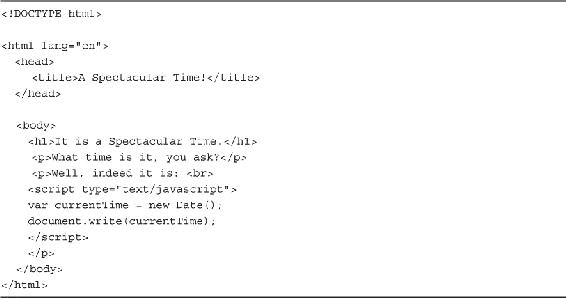 <!DOCTYPE html>
<html lang="en">
<head>
<title>A Spectacular Time!</title>
</head>
<body>
<h1>It is a Spectacular Time.</h1>
<p>What time is it, you ask?</p>
<p>Well, indeed it is: <br>
<script type="text/javascript">
var currentTime = new Date();
document.write(currentTime);
</script>
</p>
</body>
</html>